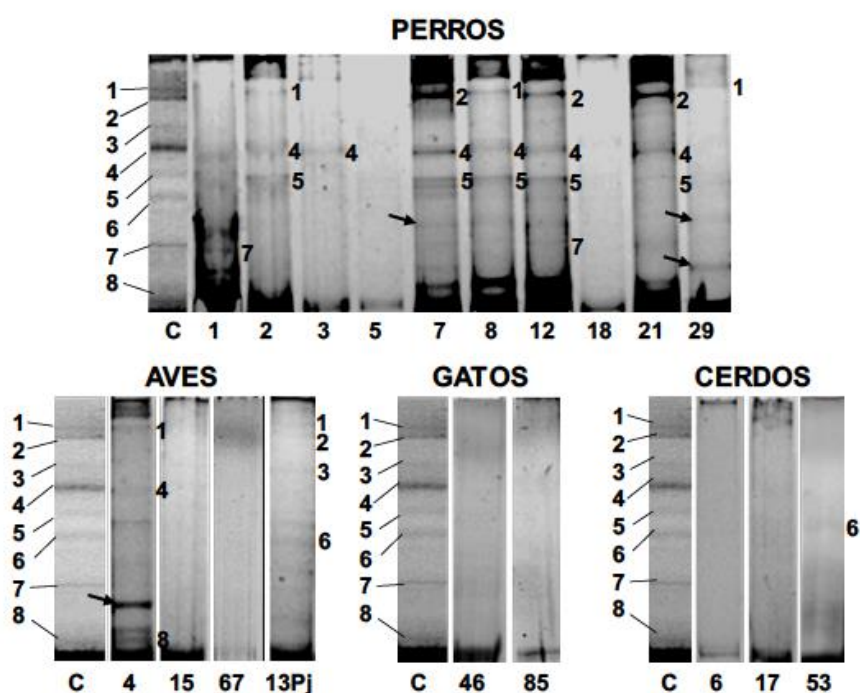 PERROS
1 1 2 1 2 2 1
2
3
4 4 4 4 4 4 4
5 5 5 5 5 5
6
7 7 7
8
C 1 2 3 5 7 8 12 18 21 29
AVES GATOS CERDOS
1 1 1 1 1
2 2 2 2
3 3 3 3
4 4 4 4
5 5 5
6 6 6 6 6
7 7 7
8 8 8 8
C 4 15 67 13Pj C 46 85 C 6 17 53